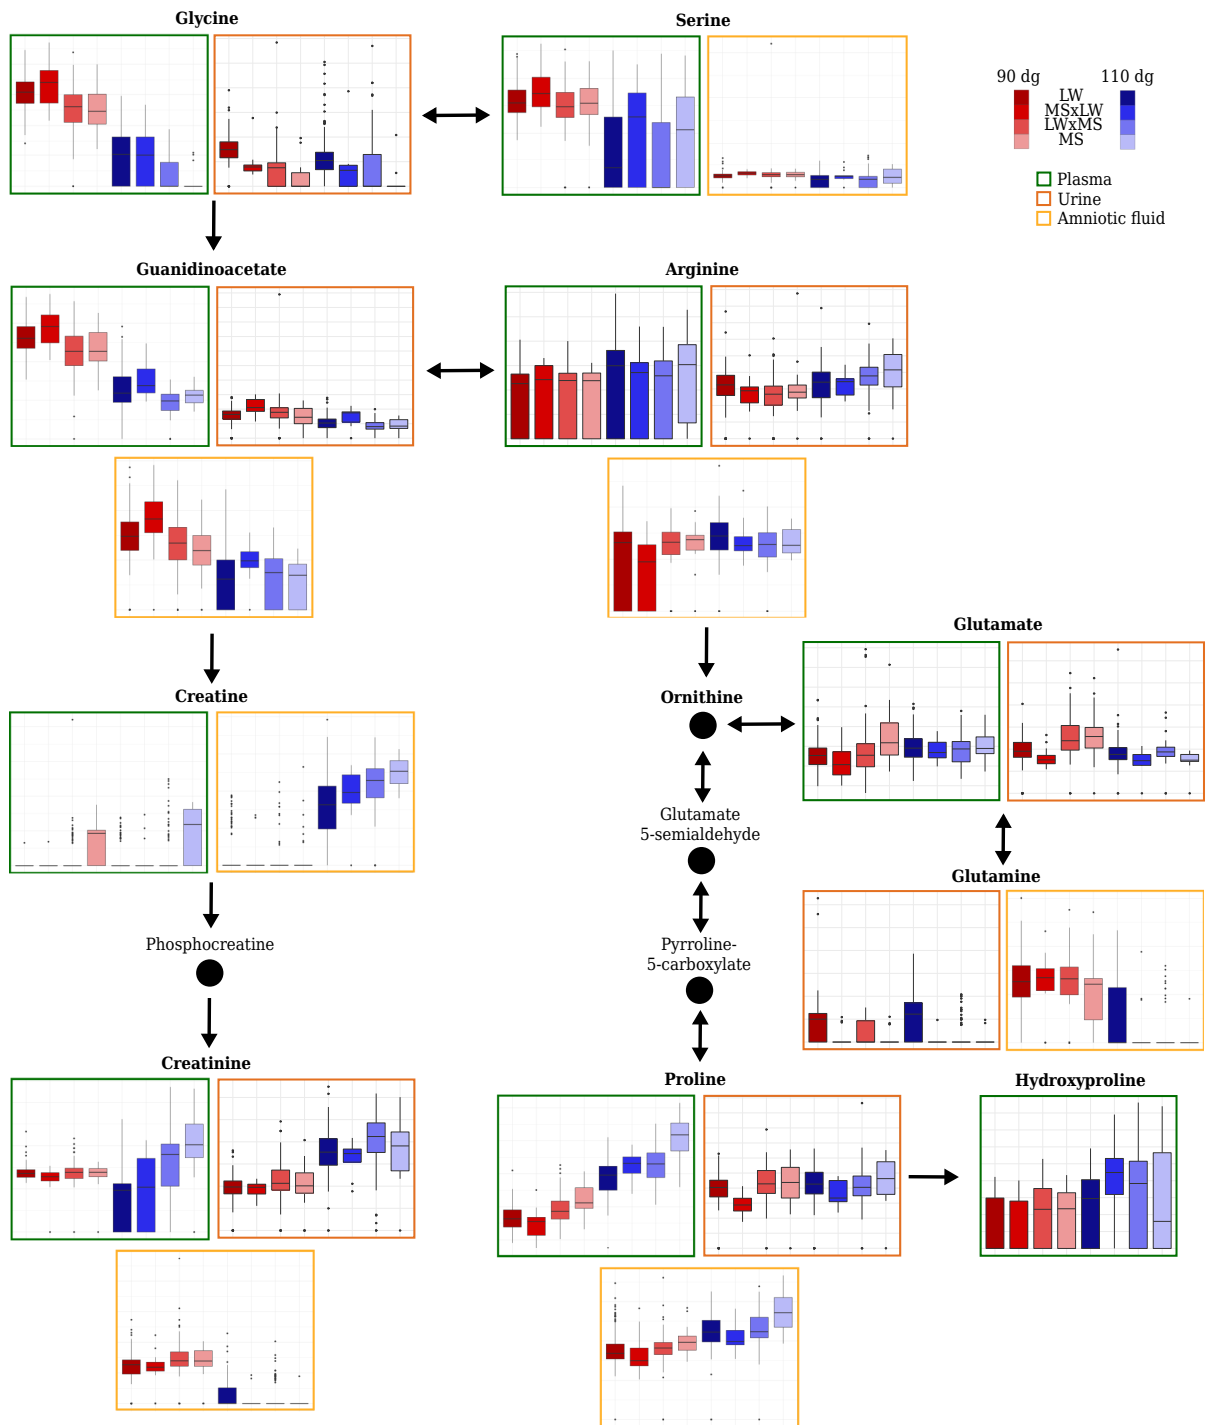 Glycine
Serine
90 dg
110 dg
LW
MSxLW
LWxMS
MS
Plasma
Urine
Amniotic fluid
Guanidinoacetate
Arginine
Glutamate
Creatine
Ornithine
Glutamate
5-semialdehyde
Glutamine
Phosphocreatine
Pyrroline-
5-carboxylate
Creatinine
Proline
Hydroxyproline